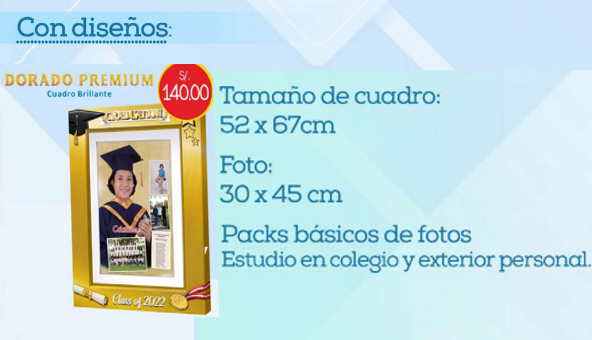 Con diseños:
DORADO PREMIUM
Cuadro Brillante
S/.
140.00
Tamaño de cuadro:
52 x 67cm
Foto:
30 x 45 cm
Packs básicos de fotos
Estudio en colegio y exterior personal.
Class of 2022